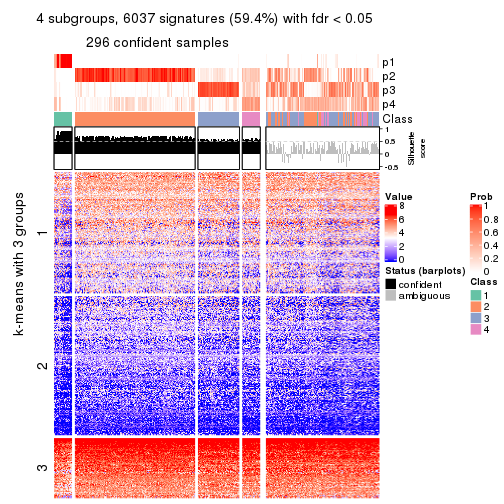 4 subgroups, 6037 signatures (59.4%) with fdr < 0.05
296 confident samples
p1
p2
p3
p4
Class
1
0.5
0
-0.5
Silhouette
score
k-means with 3 groups
1
2
3
Value
8
6
4
2
0
Status (barplots)
confident
ambiguous
Prob
1
0.8
0.6
0.4
0.2
0
Class
1
2
3
4